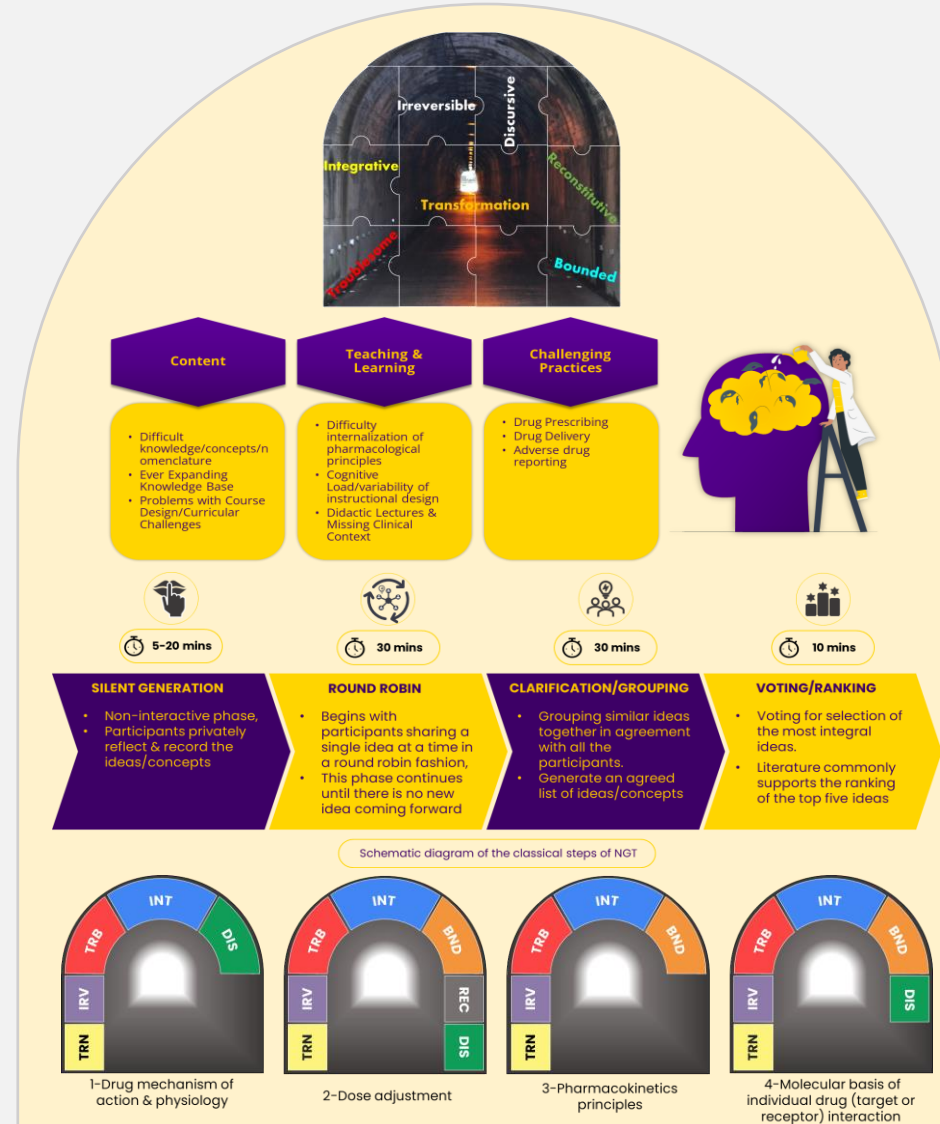 Irreversible
Discursive
Integrative
Reconstitutive
Transformation
Troublesome
Bounded
Content
• Difficult
knowledge/concepts/n
omenclature
• Ever Expanding
Knowledge Base
• Problems with Course
Design/Curricular
Challenges
Teaching &
Learning
• Difficulty
internalization of
pharmacological
principles
• Cognitive
Load/variability of
instructional design
• Didactic Lectures &
Missing Clinical
Context
Challenging
Practices
• Drug Prescribing
• Drug Delivery
• Adverse drug
reporting
5-20 mins
30 mins
30 mins
10 mins
SILENT GENERATION
• Non-interactive phase,
• Participants privately
reflect & record the
ideas/concepts
ROUND ROBIN
• Begins with
participants sharing a
single idea at a time in
a round robin fashion,
• This phase continues
until there is no new
idea coming forward
CLARIFICATION/GROUPING
• Grouping similar ideas
together in agreement
with all the
participants.
• Generate an agreed
list of ideas/concepts
VOTING/RANKING
• Voting for selection of
the most integral
ideas.
• Literature commonly
supports the ranking
of the top five ideas
Schematic diagram of the classical steps of NGT
TRN
IRV
TRB
INT
DIS
1-Drug mechanism of
action & physiology
TRN
IRV
TRB
INT
BND
REC
DIS
2-Dose adjustment
TRN
IRV
TRB
INT
BND
3-Pharmacokinetics
principles
TRN
IRV
TRB
INT
BND
DIS
4-Molecular basis of
individual drug (target or
receptor) interaction